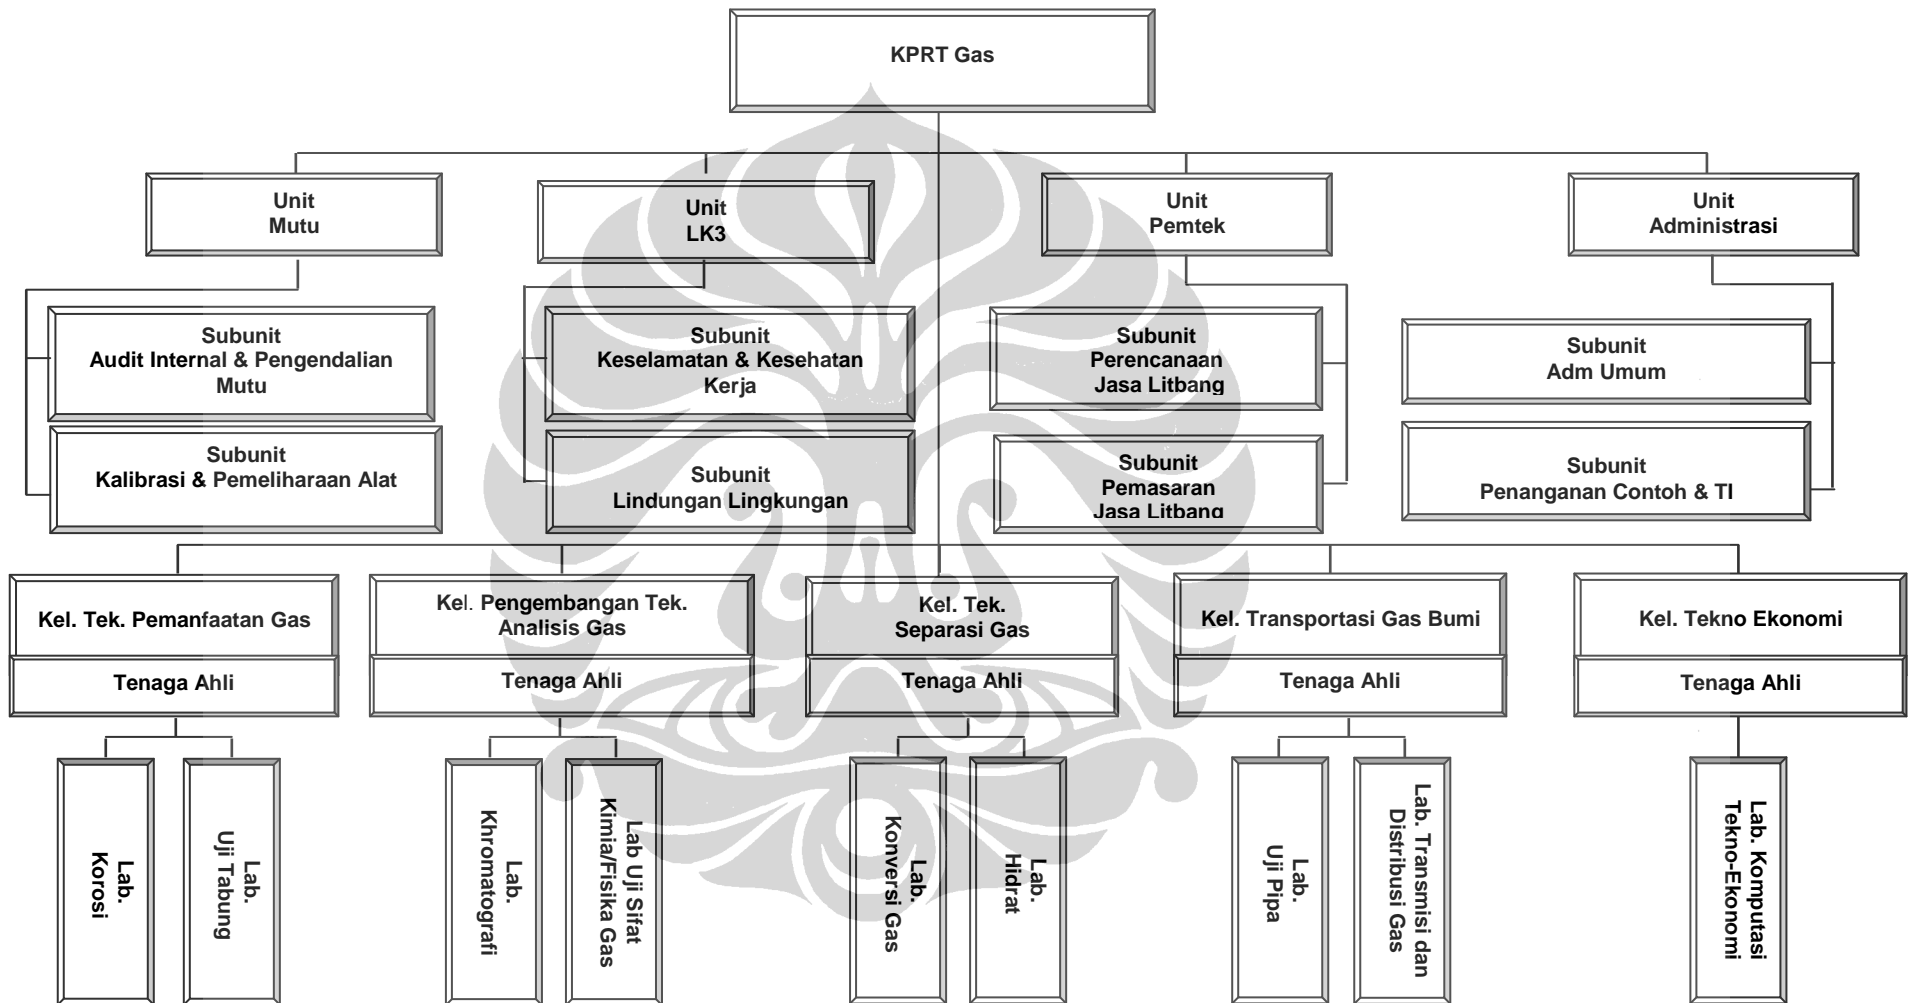 KPRT Gas
Unit
Mutu
Unit
LK3
Unit
Pemtek
Unit
Administrasi
Subunit
Audit Internal & Pengendalian
Mutu
Subunit
Keselamatan & Kesehatan
Kerja
Subunit
Perencanaan
Jasa Litbang
Subunit
Adm Umum
Subunit
Kalibrasi & Pemeliharaan Alat
Subunit
Lindungan Lingkungan
Subunit
Pemasaran
Jasa Litbang
Subunit
Penanganan Contoh & TI
Kel. Tek. Pemanfaatan Gas
Kel. Pengembangan Tek.
Analisis Gas
Kel. Tek.
Separasi Gas
Kel. Transportasi Gas Bumi
Kel. Tekno Ekonomi
Tenaga Ahli
Tenaga Ahli
Tenaga Ahli
Tenaga Ahli
Tenaga Ahli
Lab.
Korosi
Lab.
Uji Tabung
Lab.
Khromatografi
Lab Uji Sifat
Kimia/Fisika Gas
Lab.
Konversi Gas
Lab.
Hidrat
Lab.
Uji Pipa
Lab. Transmisi dan
Distribusi Gas
Lab. Komputasi
Tekno-Ekonomi